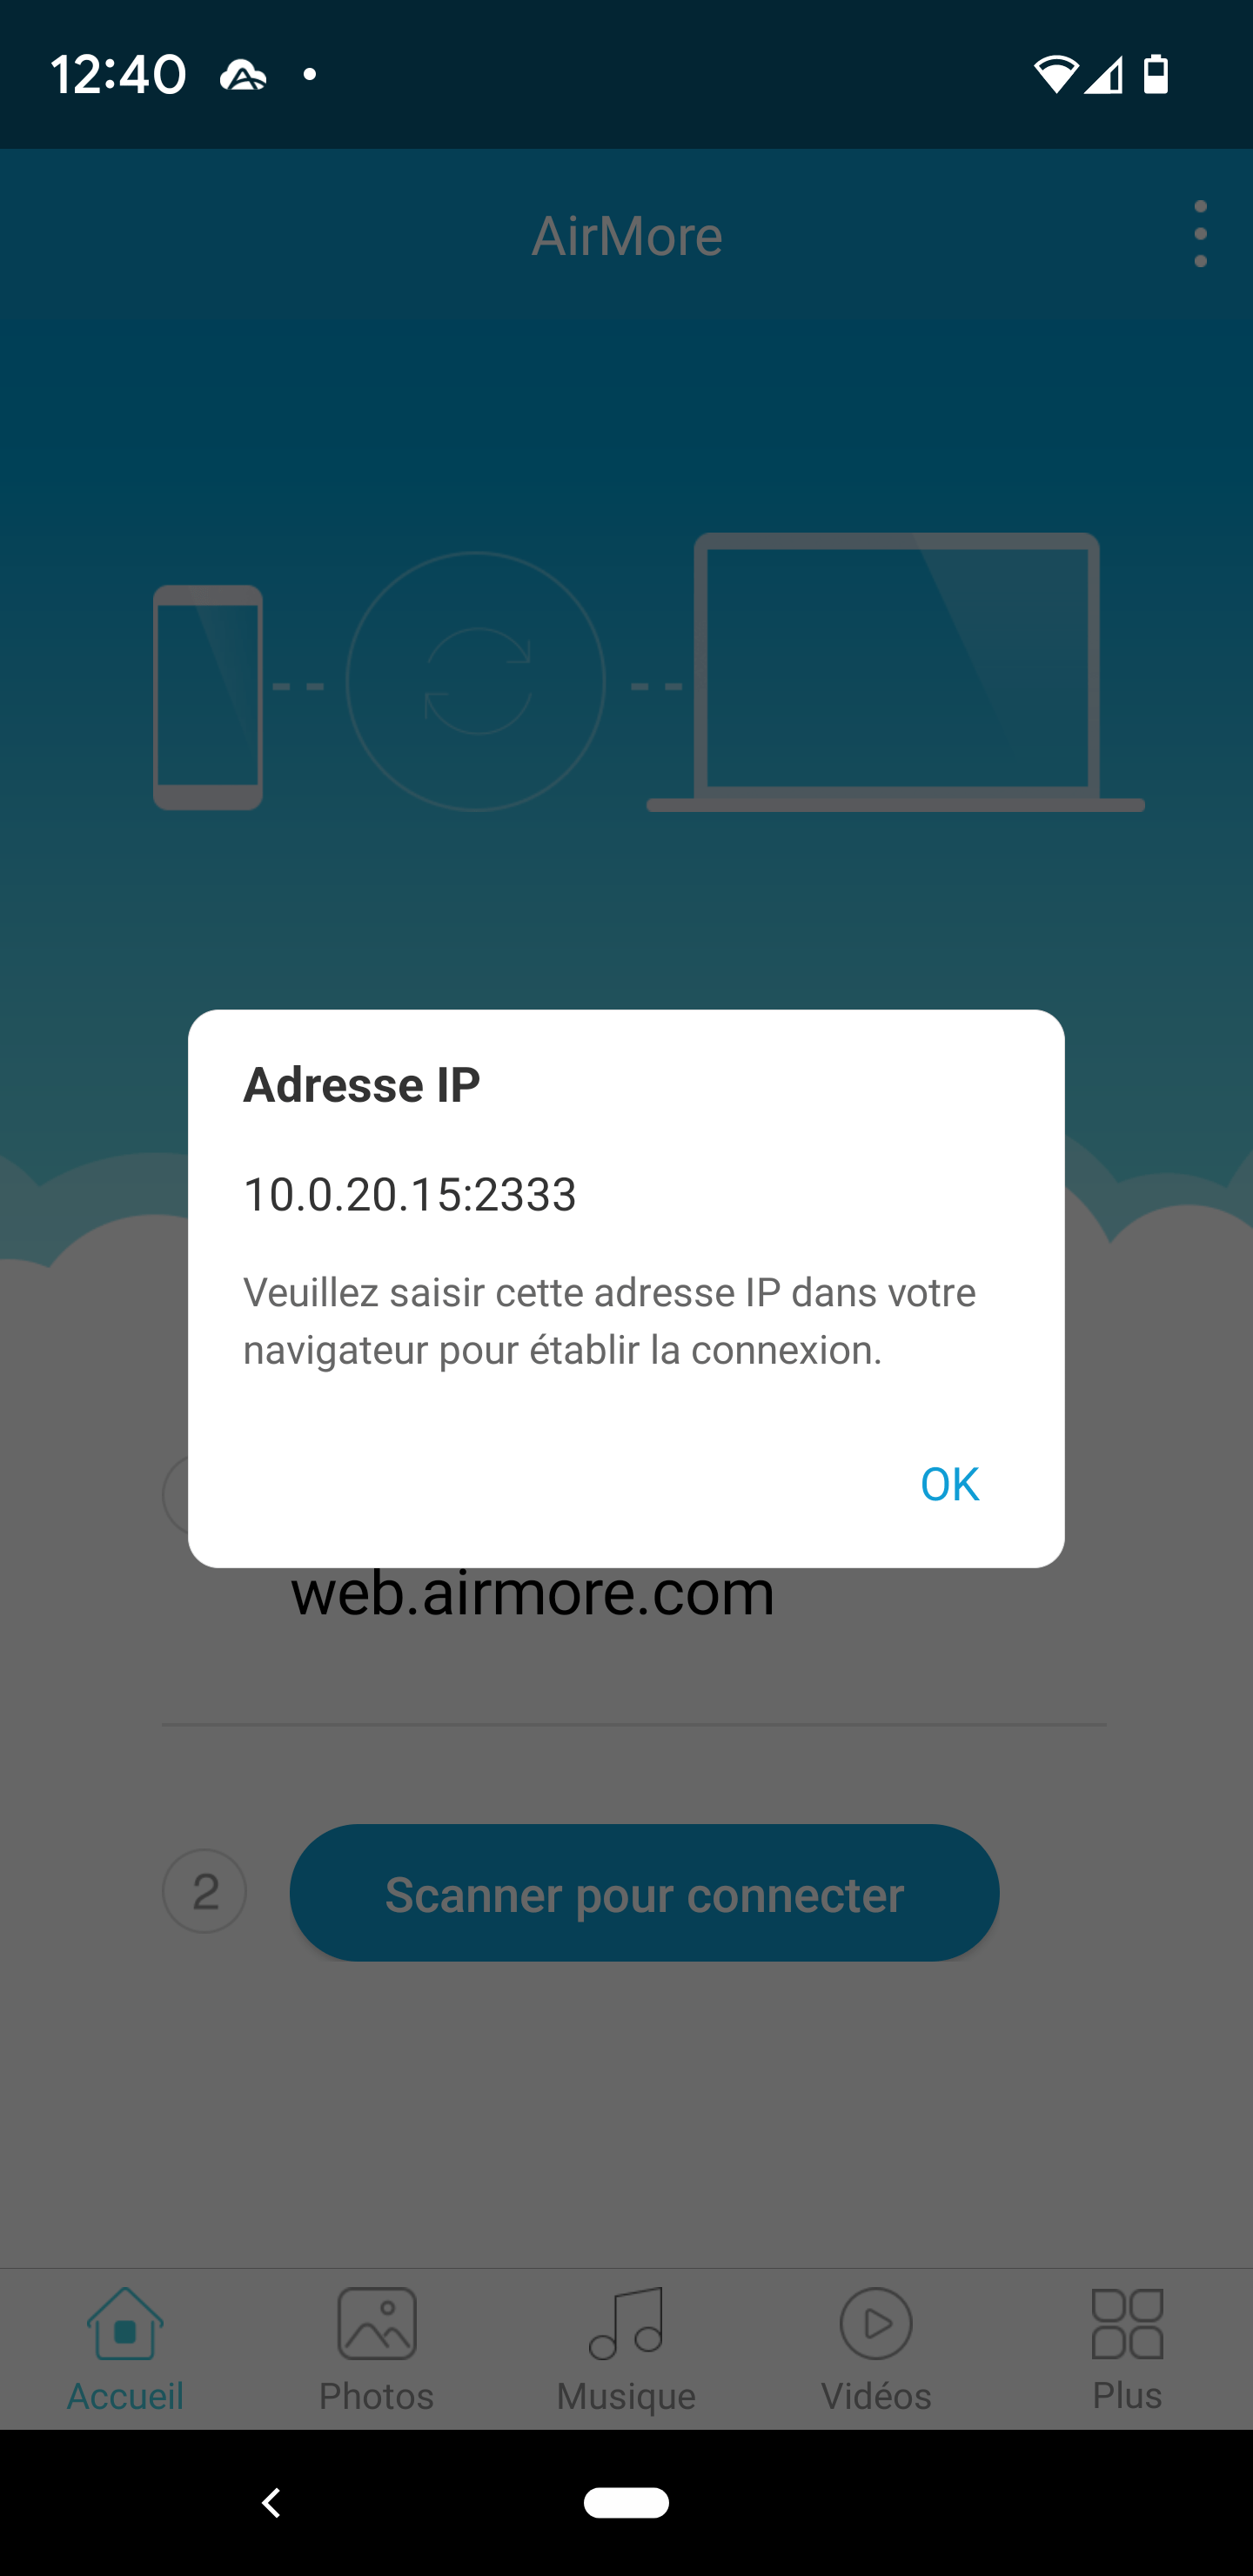 12:40
AirMore
Adresse IP
10.0.20.15:2333
Veuillez saisir cette adresse IP dans votre
navigateur pour établir la connexion.
OK
web.airmore.com
2
Scanner pour connecter
Accueil
Photos
Musique
Vidéos
Plus